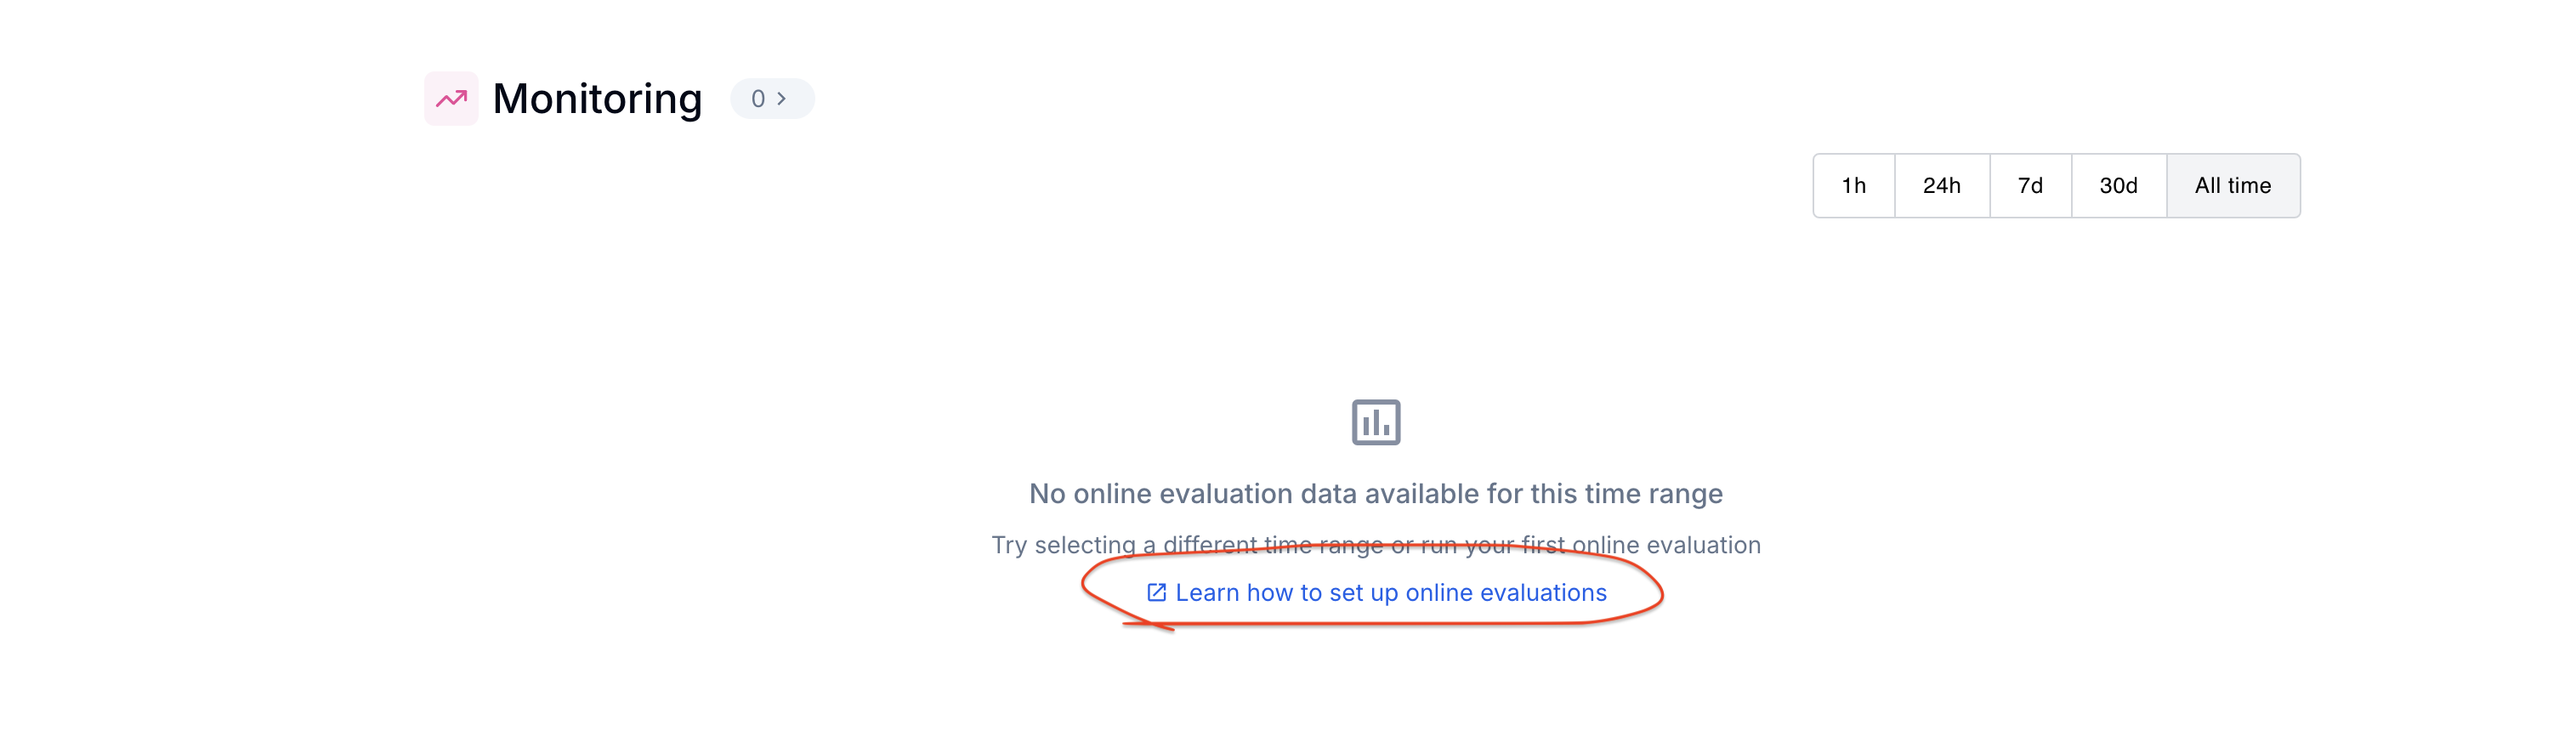 Monitoring 0 >
1h 24h 7d 30d All time
No online evaluation data available for this time range
Try selecting a different time range or run your first online evaluation
Learn how to set up online evaluations